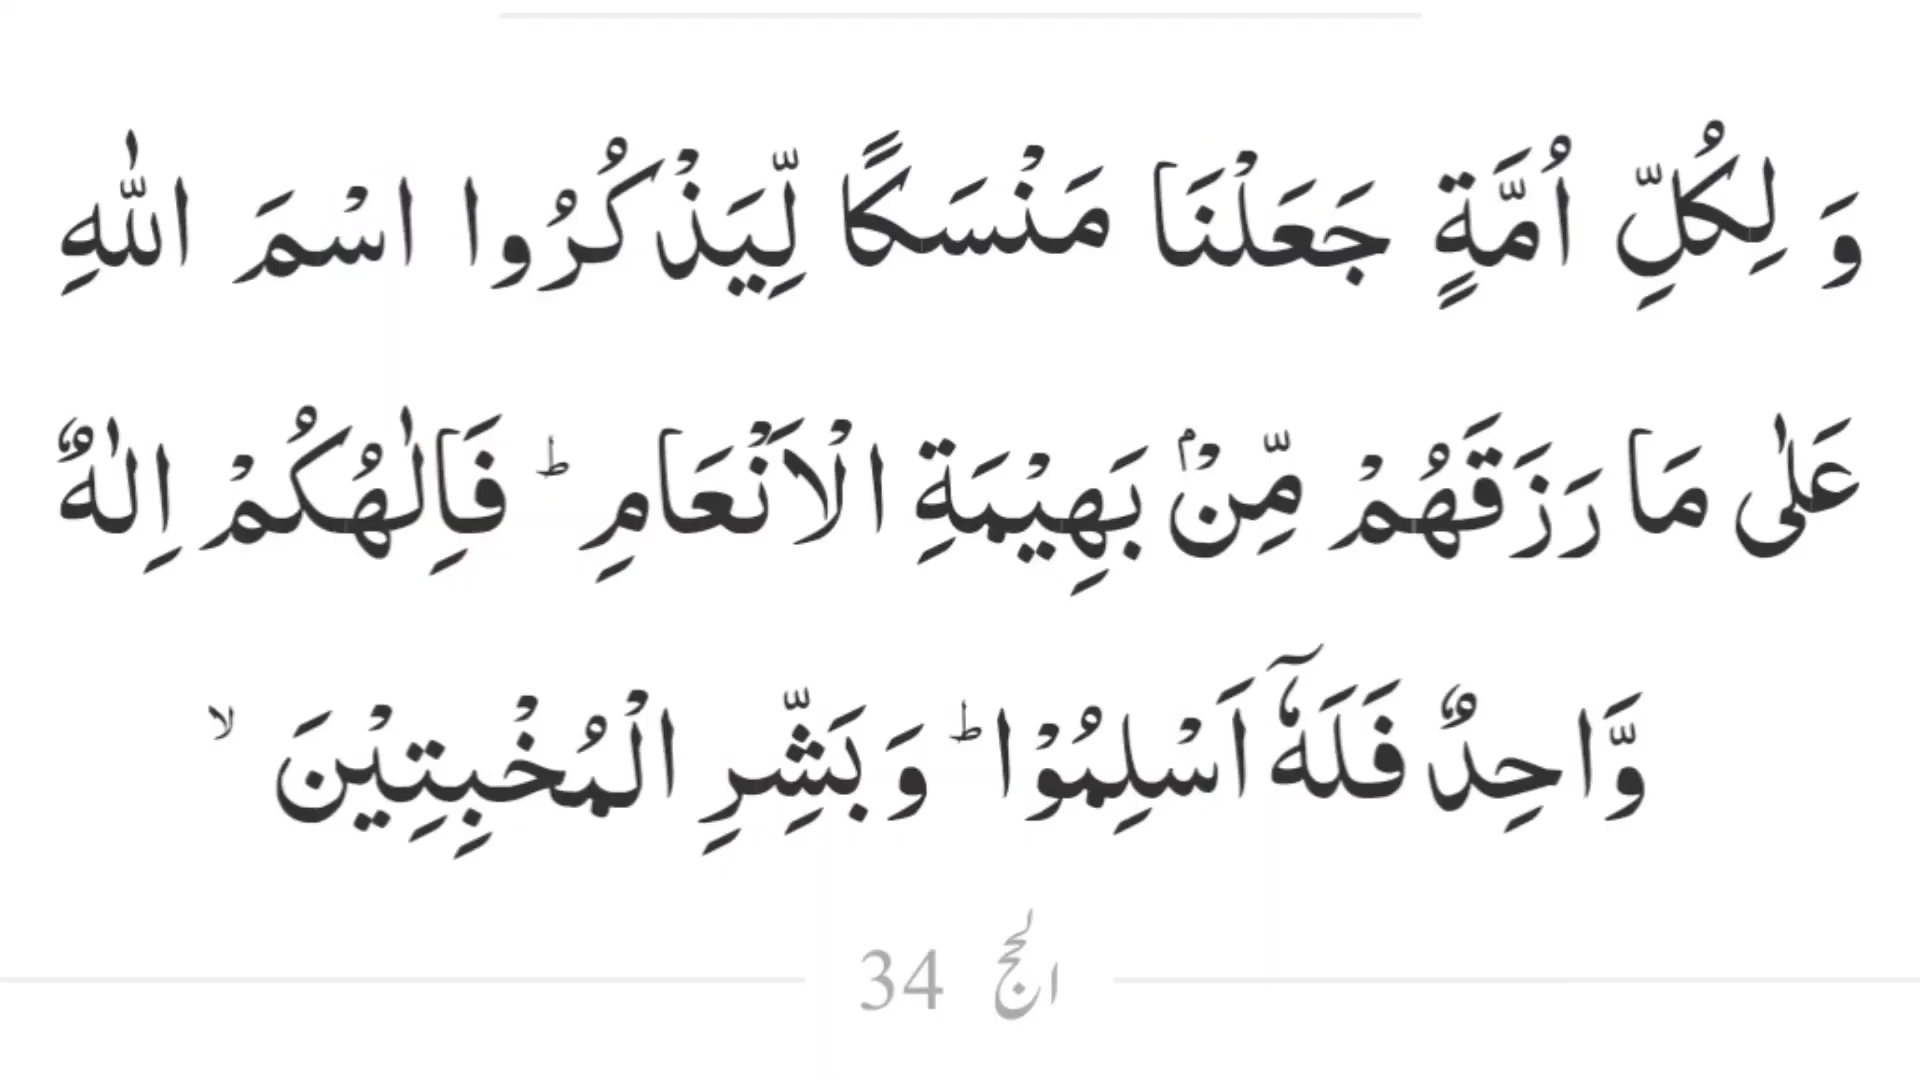 وَ لِكُلِّ اُمَّةٍ جَعَلْنَا مَنْسَكًا لِّيَذْكُرُوا اسْمَ اللّٰهِ
عَلٰى مَا رَزَقَهُمْ مِّنْۢ بَهِيْمَةِ الْاَنْعَامِ ؕ فَاِلٰهُكُمْ اِلٰهٌ
وَّاحِدٌ فَلَهٗۤ اَسْلِمُوْا ؕ وَ بَشِّرِ الْمُخْبِتِيْنَ ۙ
الحج 34